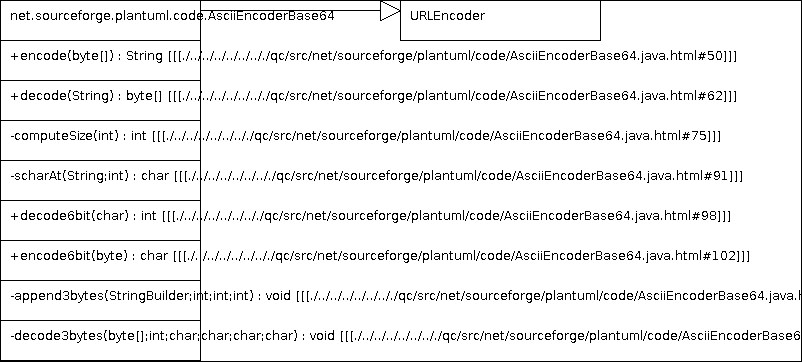 net.sourceforge.plantuml.code.AsciiEncoderBase64
URLEncoder
+encode(byte[]) : String [[[./../../../../../../../qc/src/net/sourceforge/plantuml/code/AsciiEncoderBase64.java.html#50]]]
+decode(String) : byte[] [[[./../../../../../../../qc/src/net/sourceforge/plantuml/code/AsciiEncoderBase64.java.html#62]]]
-computeSize(int) : int [[[./../../../../../../../qc/src/net/sourceforge/plantuml/code/AsciiEncoderBase64.java.html#75]]]
-scharAt(String;int) : char [[[./../../../../../../../qc/src/net/sourceforge/plantuml/code/AsciiEncoderBase64.java.html#91]]]
+decode6bit(char) : int [[[./../../../../../../../qc/src/net/sourceforge/plantuml/code/AsciiEncoderBase64.java.html#98]]]
+encode6bit(byte) : char [[[./../../../../../../../qc/src/net/sourceforge/plantuml/code/AsciiEncoderBase64.java.html#102]]]
-append3bytes(StringBuilder;int;int;int) : void [[[./../../../../../../../qc/src/net/sourceforge/plantuml/code/AsciiEncoderBase64.java.h
-decode3bytes(byte[];int;char;char;char;char) : void [[[./../../../../../../../qc/src/net/sourceforge/plantuml/code/AsciiEncoderBase6